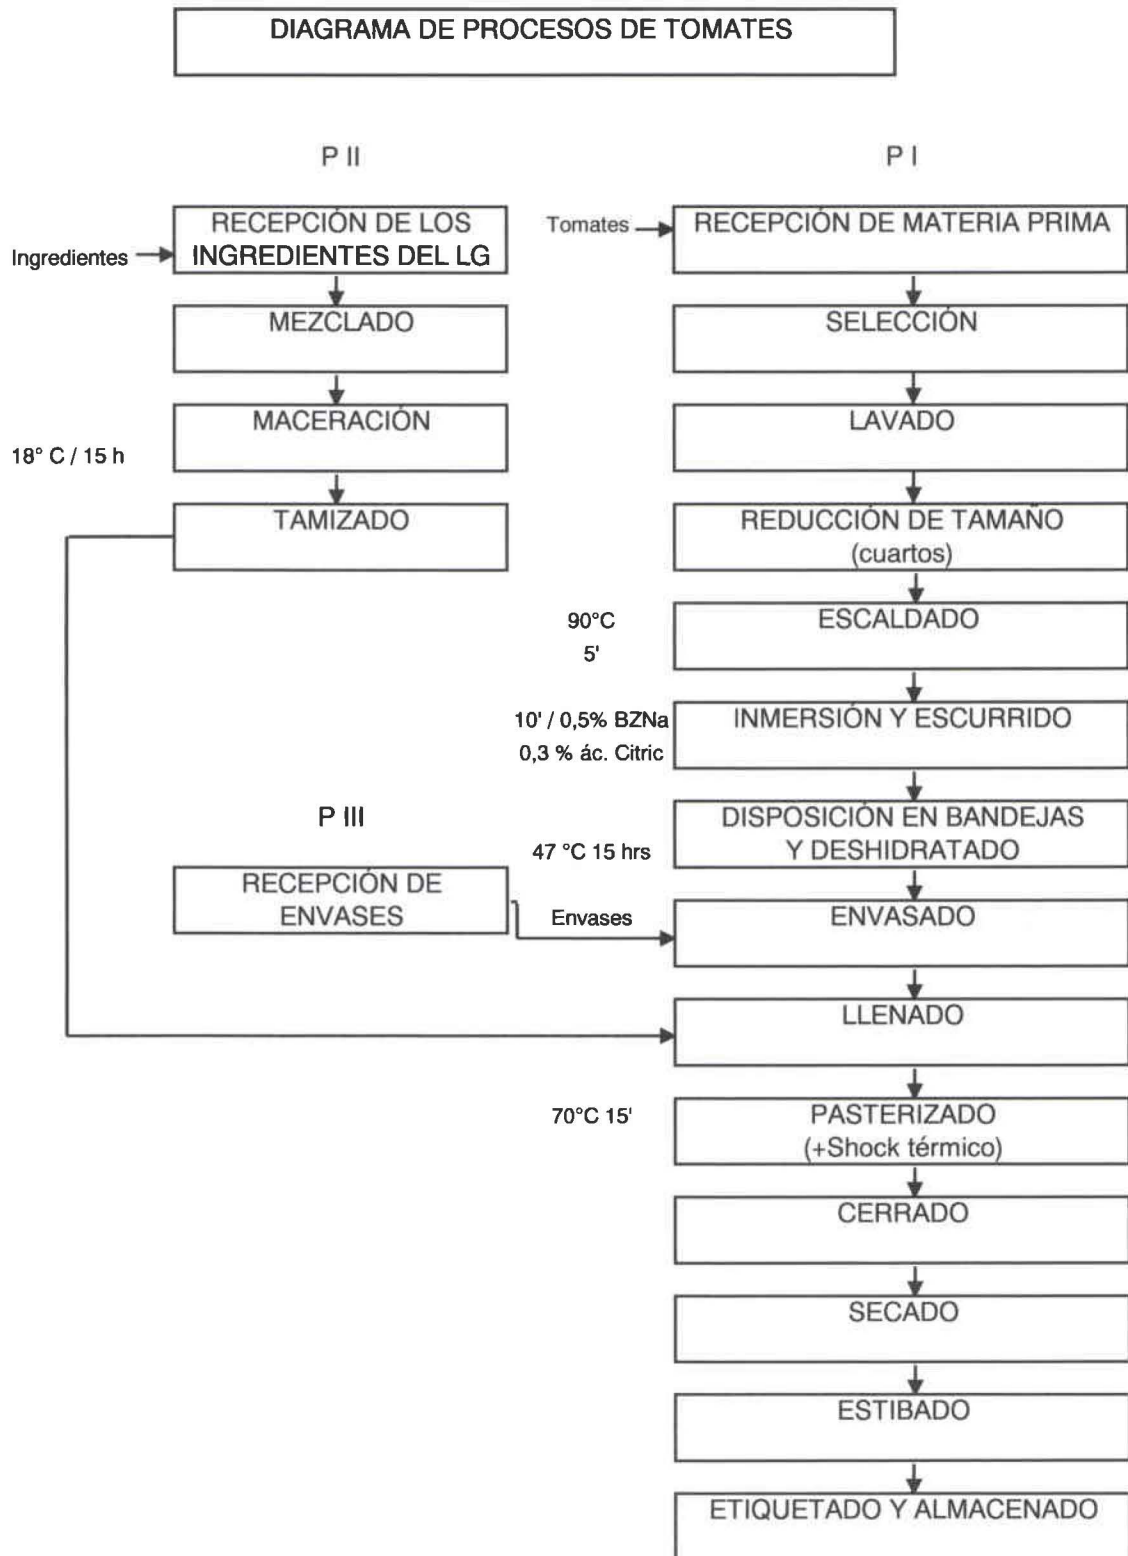 DIAGRAMA DE PROCESOS DE TOMATES
P II
P I
Ingredientes
RECEPCIÓN DE LOS
INGREDIENTES DEL LG
Tomates
RECEPCIÓN DE MATERIA PRIMA
MEZCLADO
SELECCIÓN
MACERACIÓN
LAVADO
18° C / 15 h
TAMIZADO
REDUCCIÓN DE TAMAÑO
(cuartos)
90°C
5'
ESCALDADO
10' / 0,5% BZNa
0,3 % ác. Citric
INMERSIÓN Y ESCURRIDO
P III
47 °C 15 hrs
DISPOSICIÓN EN BANDEJAS
Y DESHIDRATADO
RECEPCIÓN DE
ENVASES
Envases
ENVASADO
LLENADO
70°C 15'
PASTERIZADO
(+Shock térmico)
CERRADO
SECADO
ESTIBADO
ETIQUETADO Y ALMACENADO